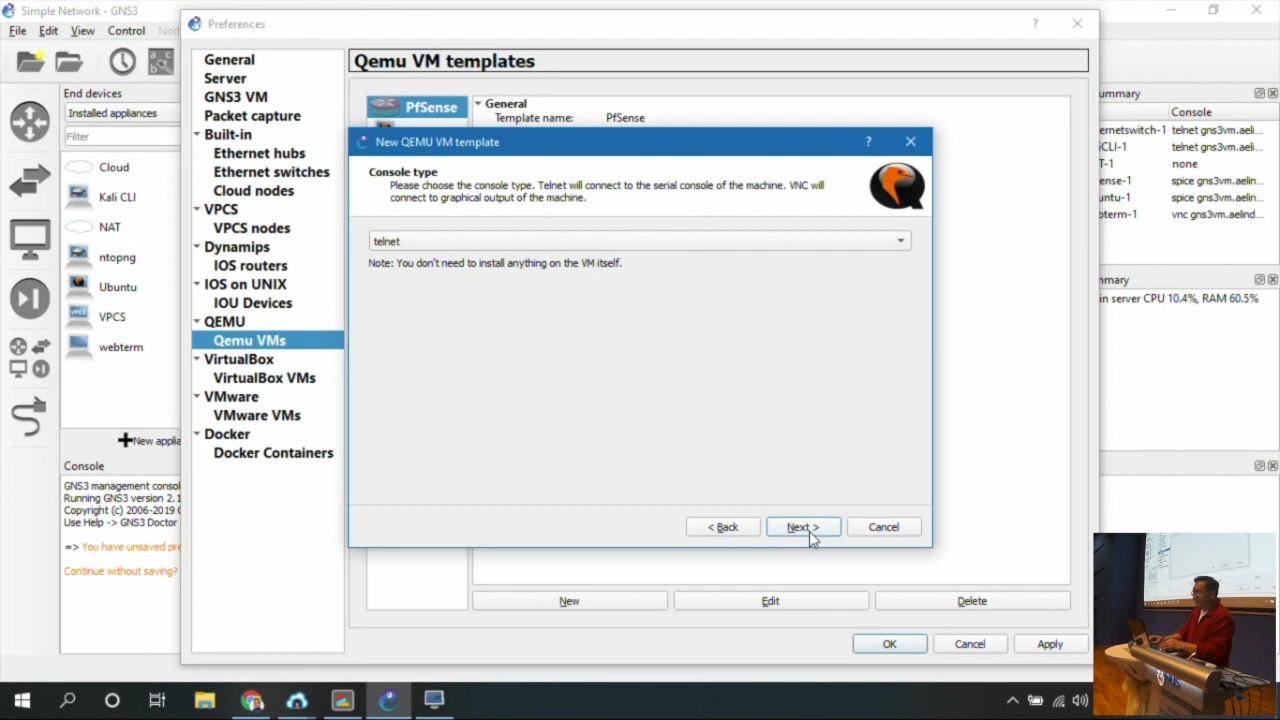 Simple Network - GNS3
File Edit View Control Node
End devices
Installed appliances
Filter
Cloud
Kali CLI
NAT
ntopng
Ubuntu
VPCS
webterm
New applia
Console
GNS3 management consol
Running GNS3 version 2.1
Copyright (c) 2006-2019 G
Use Help -> GNS3 Doctor
=> You have unsaved pre
Continue without saving?
Preferences
General
Server
GNS3 VM
Packet capture
Built-in
Ethernet hubs
Ethernet switches
Cloud nodes
VPCS
VPCS nodes
Dynamips
IOS routers
IOS on UNIX
IOU Devices
QEMU
Qemu VMs
VirtualBox
VirtualBox VMs
VMware
VMware VMs
Docker
Docker Containers
Qemu VM templates
PfSense
General
Template name: PfSense
New QEMU VM template
Console type
Please choose the console type. Telnet will connect to the serial console of the machine. VNC will
connect to graphical output of the machine.
telnet
Note: You don't need to install anything on the VM itself.
< Back
Next >
Cancel
New
Edit
Delete
OK
Cancel
Apply
ummary
Console
ernetswitch-1 telnet gns3vm.aeli...
iCLI-1 telnet gns3vm.aeli...
T-1 none
ense-1 spice gns3vm.aelin...
untu-1 spice gns3vm.aelin...
bterm-1 vnc gns3vm.aelind...
mmary
in server CPU 10.4%, RAM 60.5%